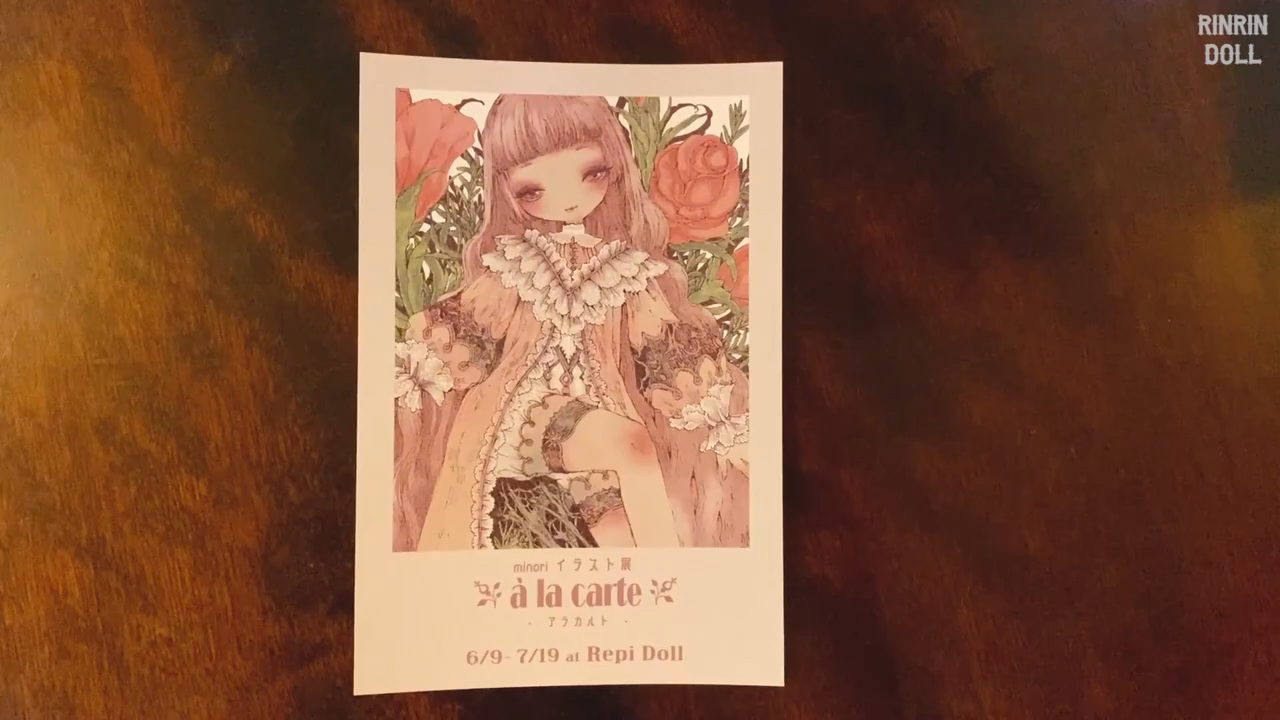 RINRIN
DOLL
minori イラスト展
à la carte
- アラカルト -
6/9-7/19 at Repi Doll